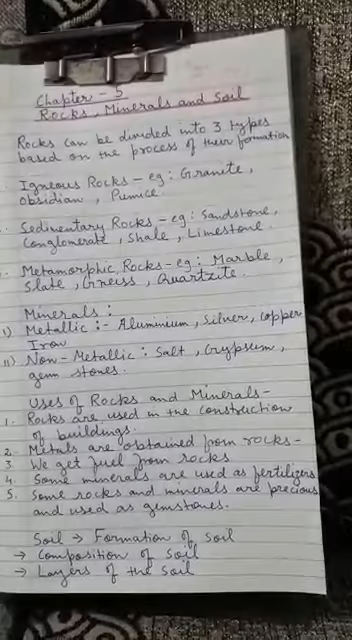 Chapter - 5
Rocks, Minerals and Soil
Rocks can be divided into 3 types
based on the process of their formation
Igneous Rocks - eg: Granite,
Obsidian, Pumice.
Sedimentary Rocks - eg: Sandstone,
Conglomerate, Shale, Limestone.
Metamorphic Rocks - eg: Marble,
Slate, Gneiss, Quartzite.
Minerals:
i) Metallic :- Aluminium, Silver, copper
Iron
ii) Non-Metallic : Salt, Gypsum,
gem stones.
Uses of Rocks and Minerals -
1. Rocks are used in the construction
of buildings.
2. Metals are obtained from rocks -
3. We get fuel from rocks
4. Some minerals are used as fertilizers
5. Some rocks and minerals are precious
and used as gemstones.
Soil → Formation of soil
→ Composition of soil
→ Layers of the soil